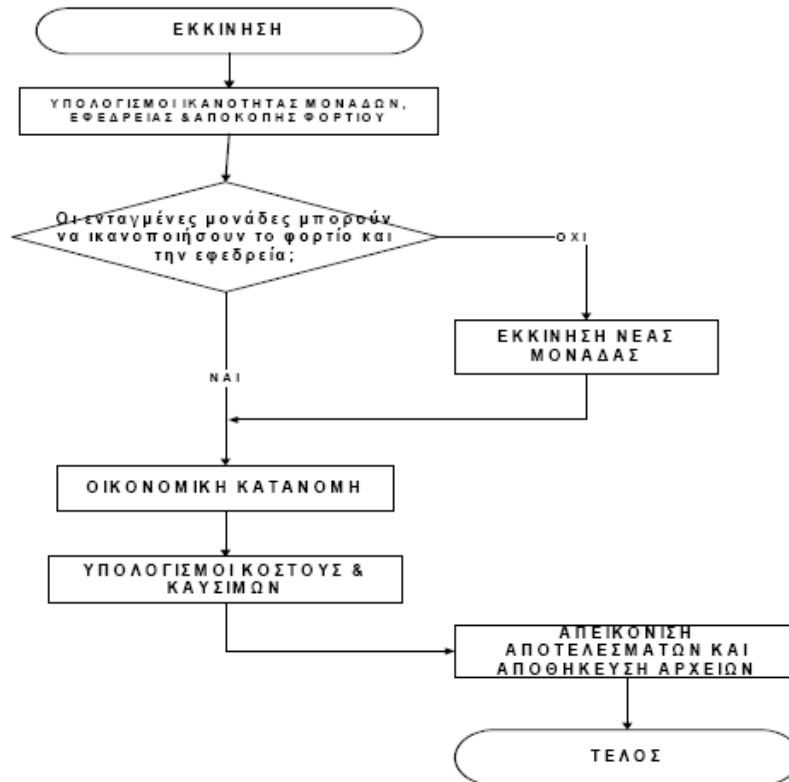 ΕΚΚΙΝΗΣΗ
ΥΠΟΛΟΓΙΣΜΟΙ ΙΚΑΝΟΤΗΤΑΣ ΜΟΝΑΔΩΝ,
ΕΦΕΔΡΕΙΑΣ &ΑΠΟΚΟΠΗΣ ΦΟΡΤΙΟΥ
Οι ενταγμένες μονάδες μπορούν
να ικανοποιήσουν το φορτίο και
την εφεδρεία;
ΟΧΙ
ΕΚΚΙΝΗΣΗ ΝΕΑΣ
ΜΟΝΑΔΑΣ
ΝΑΙ
ΟΙΚΟΝΟΜΙΚΗ ΚΑΤΑΝΟΜΗ
ΥΠΟΛΟΓΙΣΜΟΙ ΚΟΣΤΟΥΣ &
ΚΑΥΣΙΜΩΝ
ΑΠΕΙΚΟΝΙΣΗ
ΑΠΟΤΕΛΕΣΜΑΤΩΝ ΚΑΙ
ΑΠΟΘΗΚΕΥΣΗ ΑΡΧΕΙΩΝ
ΤΕΛΟΣ